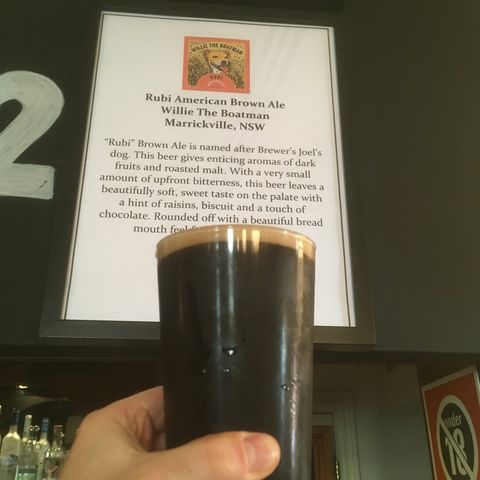 2
WILLIE THE BOATMAN
RUBI
Rubi American Brown Ale
Willie The Boatman
Marrickville, NSW
"Rubi" Brown Ale is named after Brewer's Joel's
dog. This beer gives enticing aromas of dark
fruits and roasted malt. With a very small
amount of upfront bitterness, this beer leaves a
beautifully soft, sweet taste on the palate with
a hint of raisins, biscuit and a touch of
chocolate. Rounded off with a beautiful bread
mouth feel
under
18